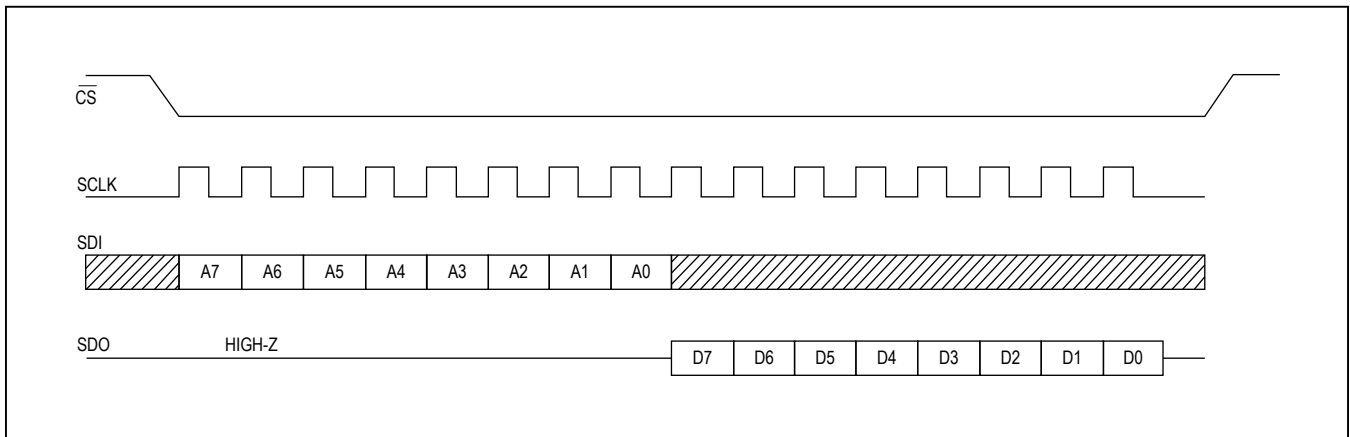 CS
SCLK
SDI
A7 A6 A5 A4 A3 A2 A1 A0
SDO HIGH-Z
D7 D6 D5 D4 D3 D2 D1 D0